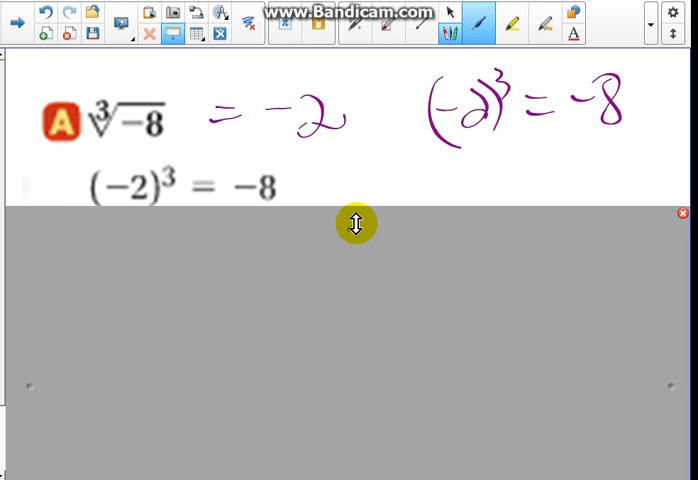 www.Bandicam.com
A ∛-8 = -2 (-2)³ = -8
(−2)³ = −8